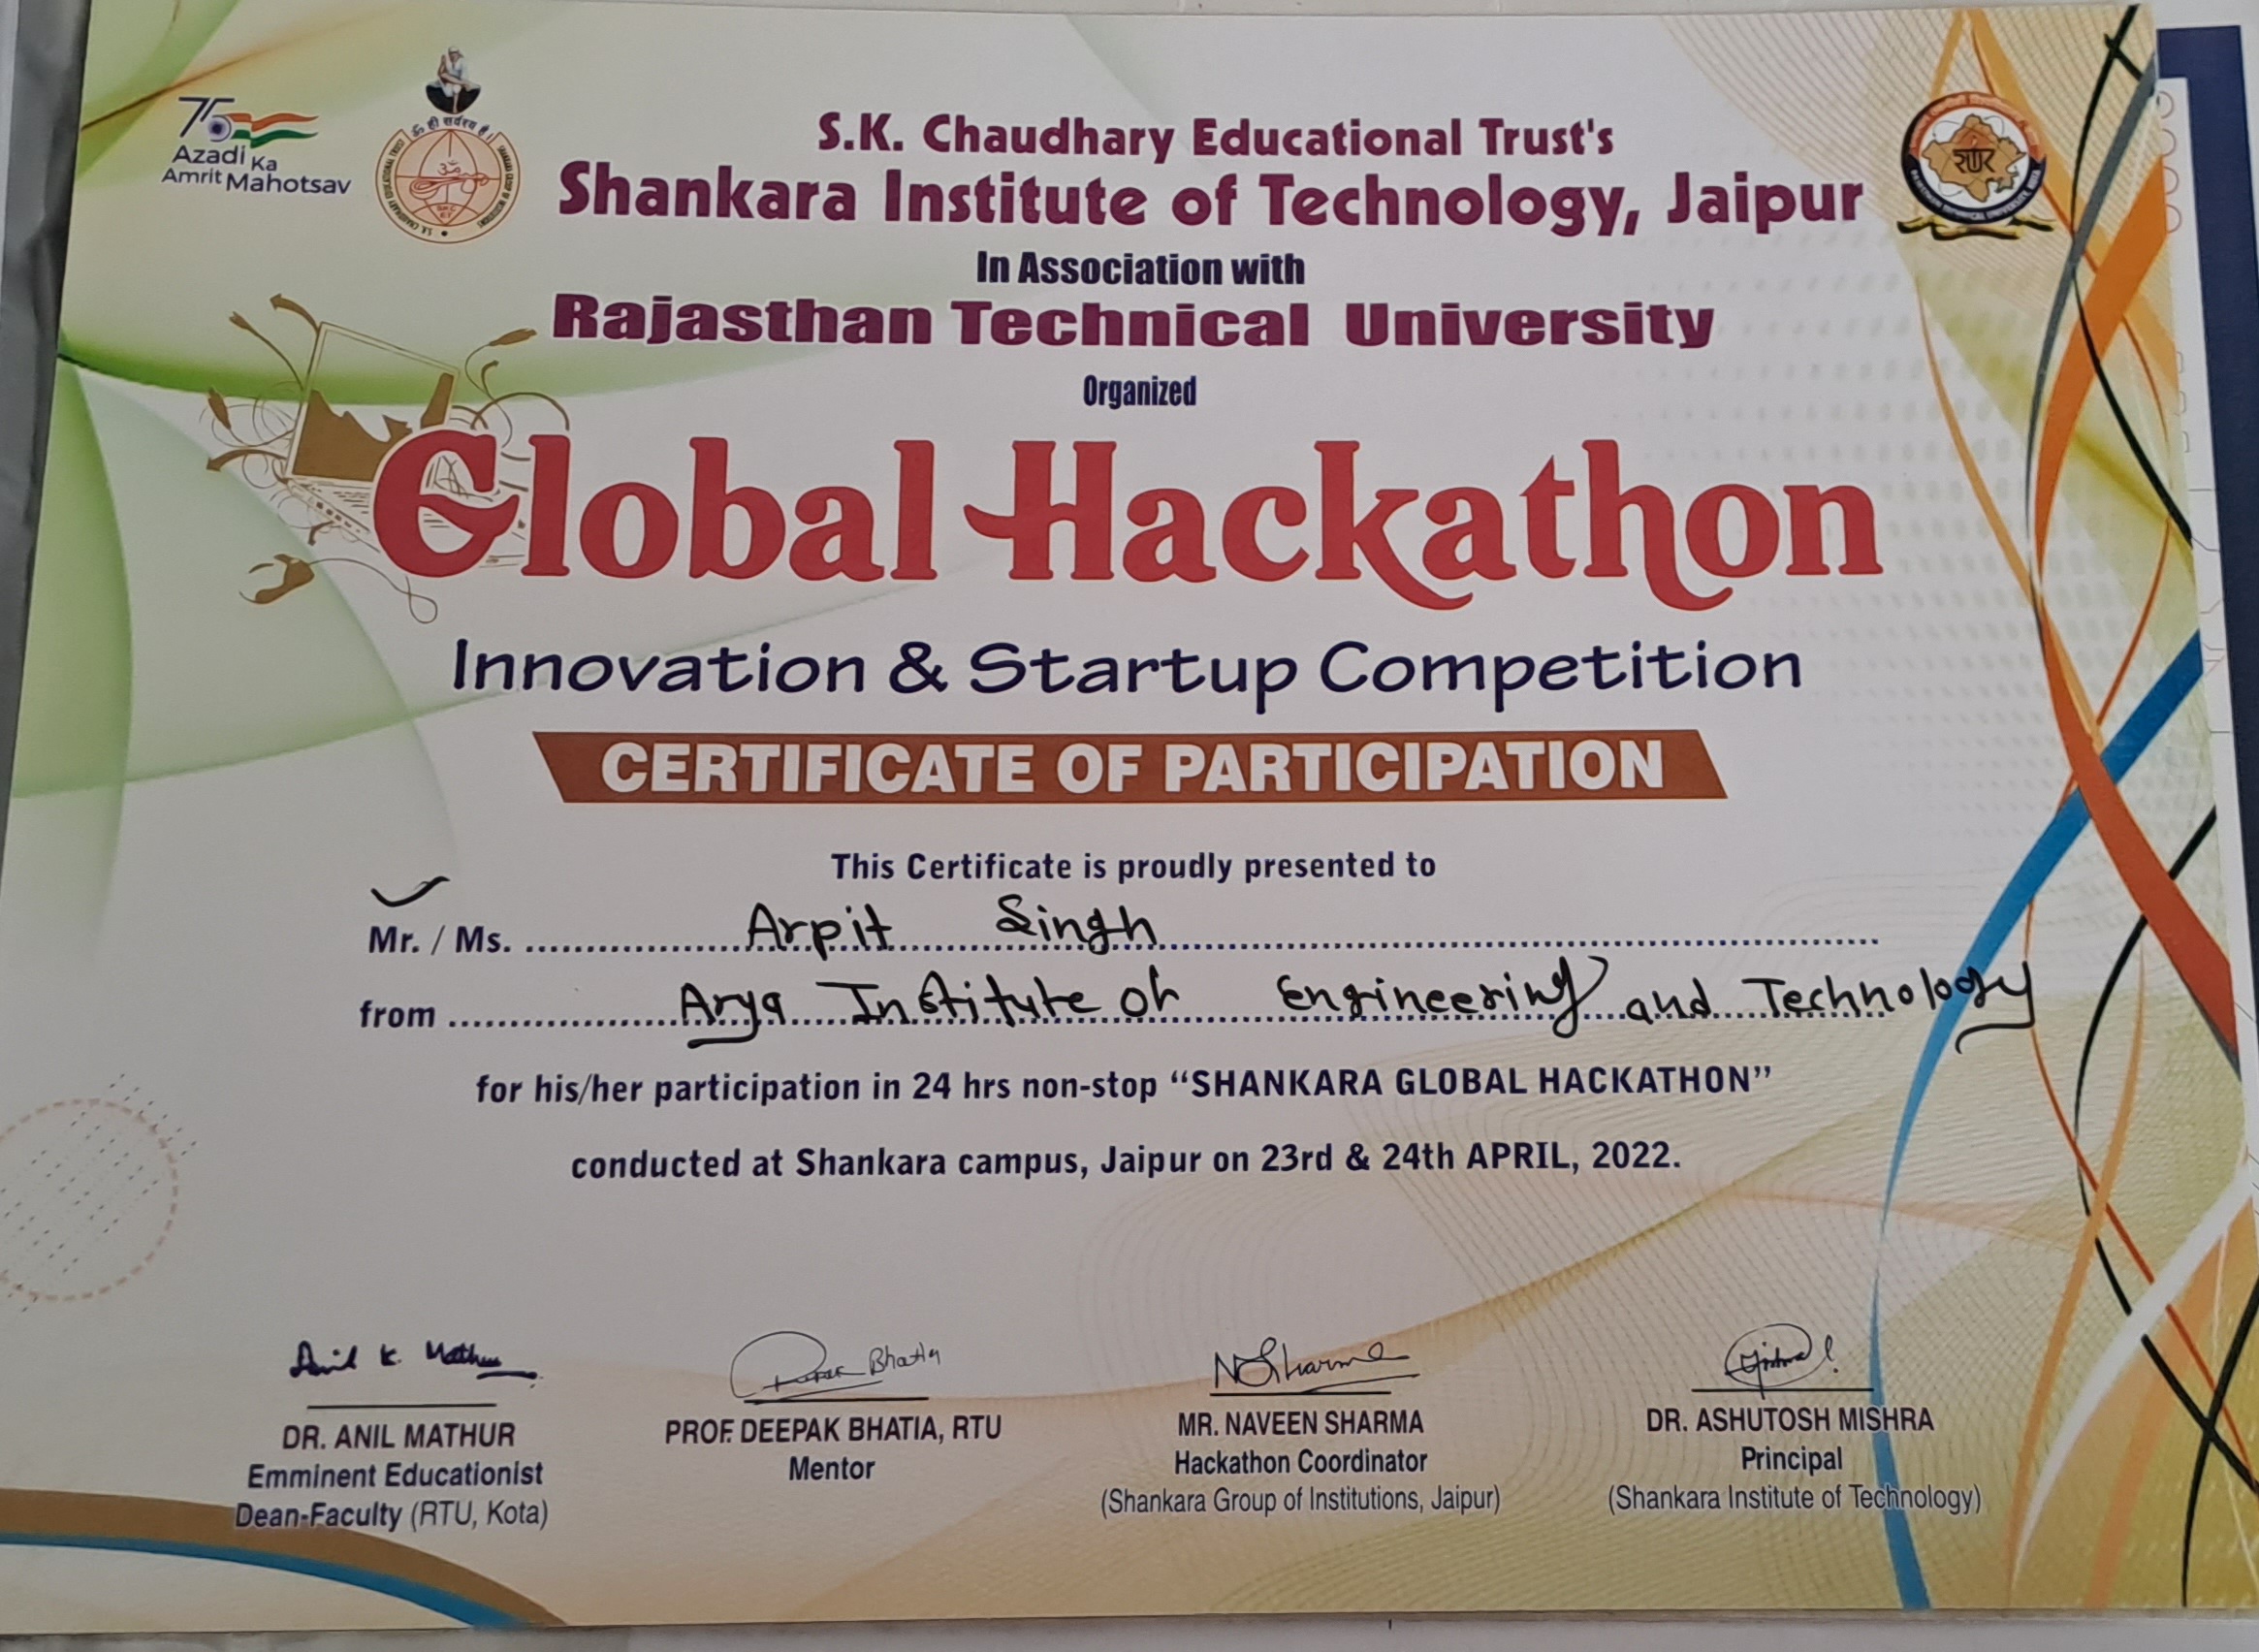 75
Azadi Ka
Amrit Mahotsav
ॐ ही सर्वस्य है।
राटर
S.K. Chaudhary Educational Trust's
Shankara Institute of Technology, Jaipur
In Association with
Rajasthan Technical University
Organized
Global Hackathon
Innovation & Startup Competition
CERTIFICATE OF PARTICIPATION
This Certificate is proudly presented to
Mr. / Ms. Arpit Singh
from Arya Institute of Engineering and Technology
for his/her participation in 24 hrs non-stop “SHANKARA GLOBAL HACKATHON”
conducted at Shankara campus, Jaipur on 23rd & 24th APRIL, 2022.
Anil K. Mathur
Bhatia
NSharma
DR. ANIL MATHUR
Emminent Educationist
Dean-Faculty (RTU, Kota)
PROF. DEEPAK BHATIA, RTU
Mentor
MR. NAVEEN SHARMA
Hackathon Coordinator
(Shankara Group of Institutions, Jaipur)
DR. ASHUTOSH MISHRA
Principal
(Shankara Institute of Technology)